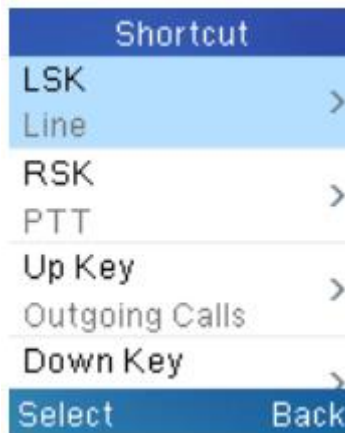 Shortcut
LSK
Line
RSK
PTT
Up Key
Outgoing Calls
Down Key
Select Back